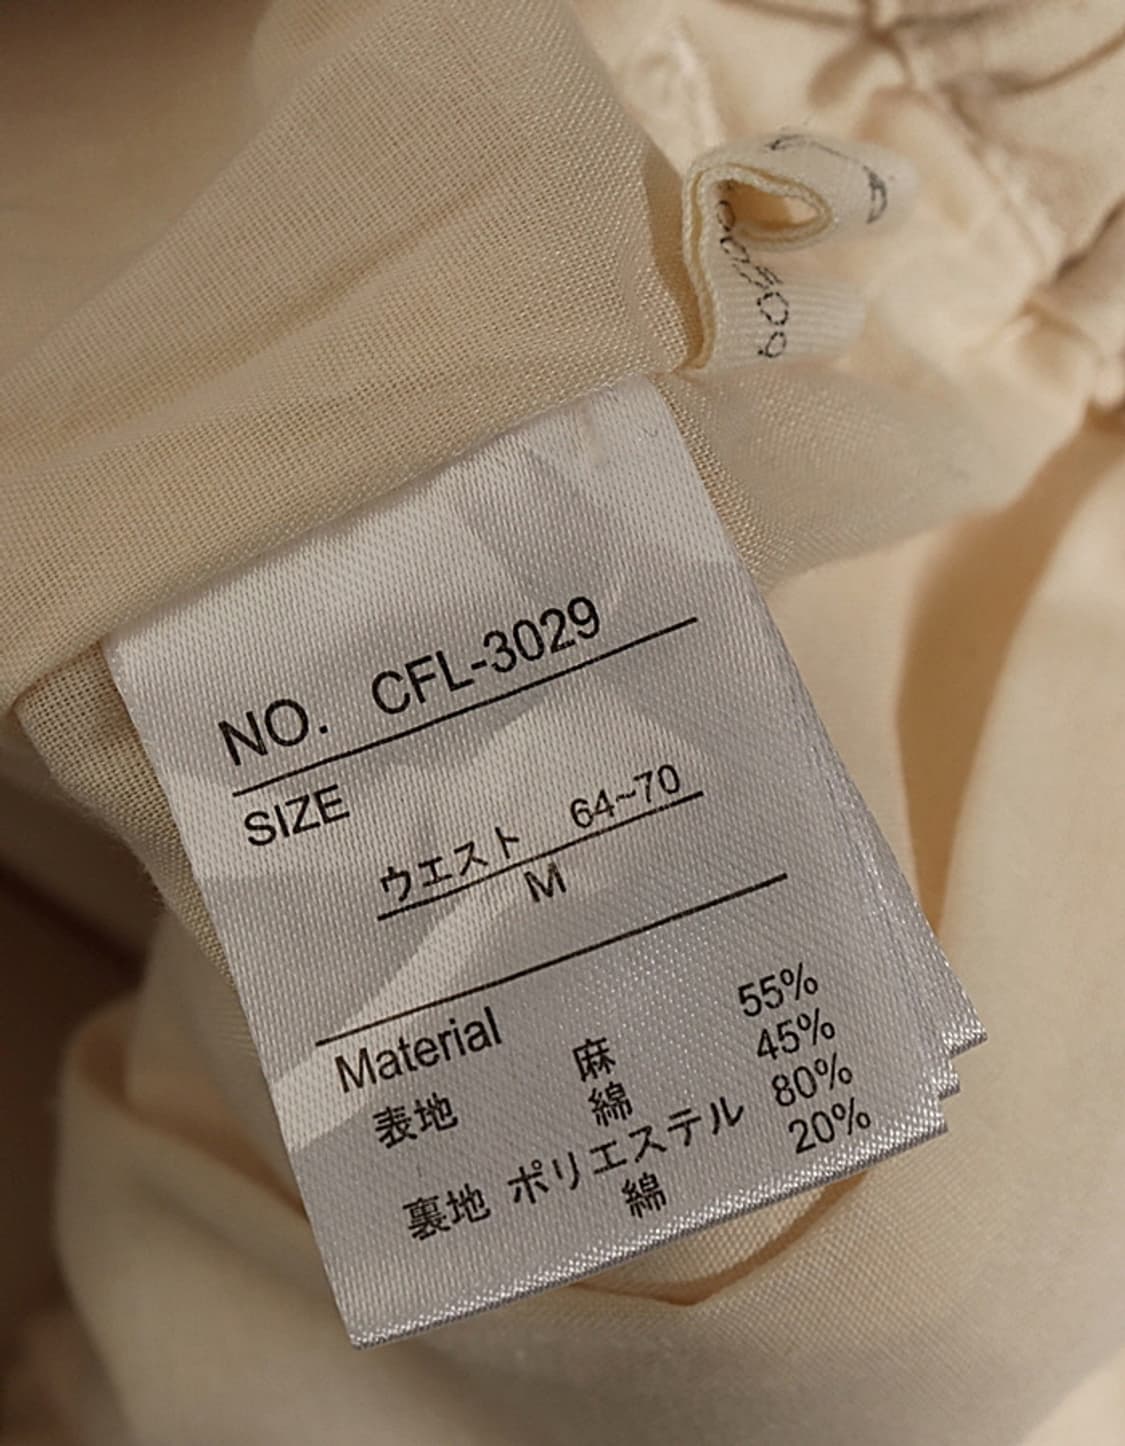 NO. CFL-3029
SIZE
ウエスト 64~70
M
Material
表地 麻 55%
綿 45%
裏地 ポリエステル 80%
綿 20%